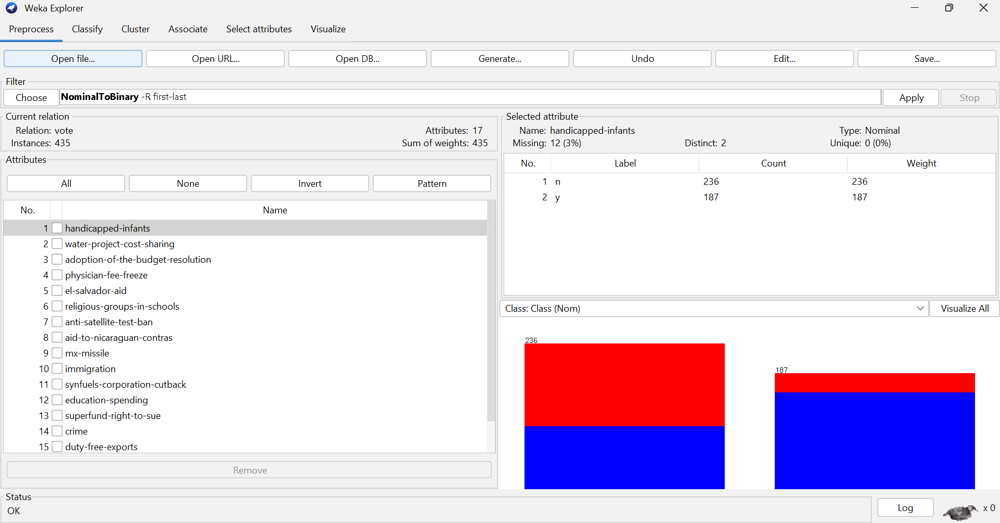 Weka Explorer
Preprocess Classify Cluster Associate Select attributes Visualize
Open file... Open URL... Open DB... Generate... Undo Edit... Save...
Filter
Choose NominalToBinary -R first-last Apply Stop
Current relation
Relation: vote Attributes: 17
Instances: 435 Sum of weights: 435
Attributes
All None Invert Pattern
No. Name
1 handicapped-infants
2 water-project-cost-sharing
3 adoption-of-the-budget-resolution
4 physician-fee-freeze
5 el-salvador-aid
6 religious-groups-in-schools
7 anti-satellite-test-ban
8 aid-to-nicaraguan-contras
9 mx-missile
10 immigration
11 synfuels-corporation-cutback
12 education-spending
13 superfund-right-to-sue
14 crime
15 duty-free-exports
Remove
Selected attribute
Name: handicapped-infants Type: Nominal
Missing: 12 (3%) Distinct: 2 Unique: 0 (0%)
No. Label Count Weight
1 n 236 236
2 y 187 187
Class: Class (Nom) Visualize All
236
187
Status
OK
Log x 0